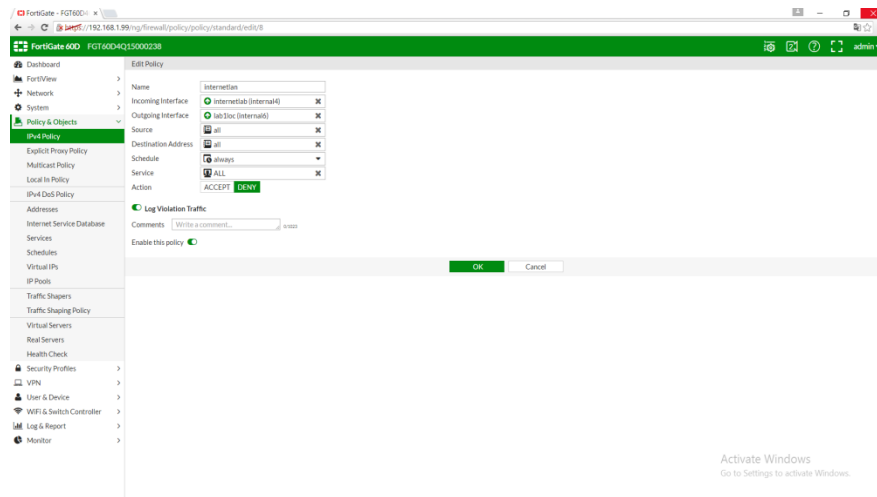 FortiGate - FGT60D4
https://192.168.1.99/ng/firewall/policy/policy/standard/edit/8
FortiGate 60D FGT60D4Q15000238
admin
Dashboard
FortiView
Network
System
Policy & Objects
IPv4 Policy
Explicit Proxy Policy
Multicast Policy
Local In Policy
IPv4 DoS Policy
Addresses
Internet Service Database
Services
Schedules
Virtual IPs
IP Pools
Traffic Shapers
Traffic Shaping Policy
Virtual Servers
Real Servers
Health Check
Security Profiles
VPN
User & Device
WiFi & Switch Controller
Log & Report
Monitor
Edit Policy
Name internetlan
Incoming Interface internetlab (internal4)
Outgoing Interface lab1loc (internal6)
Source all
Destination Address all
Schedule always
Service ALL
Action ACCEPT DENY
Log Violation Traffic
Comments Write a comment... 0/1023
Enable this policy
OK Cancel
Activate Windows
Go to Settings to activate Windows.